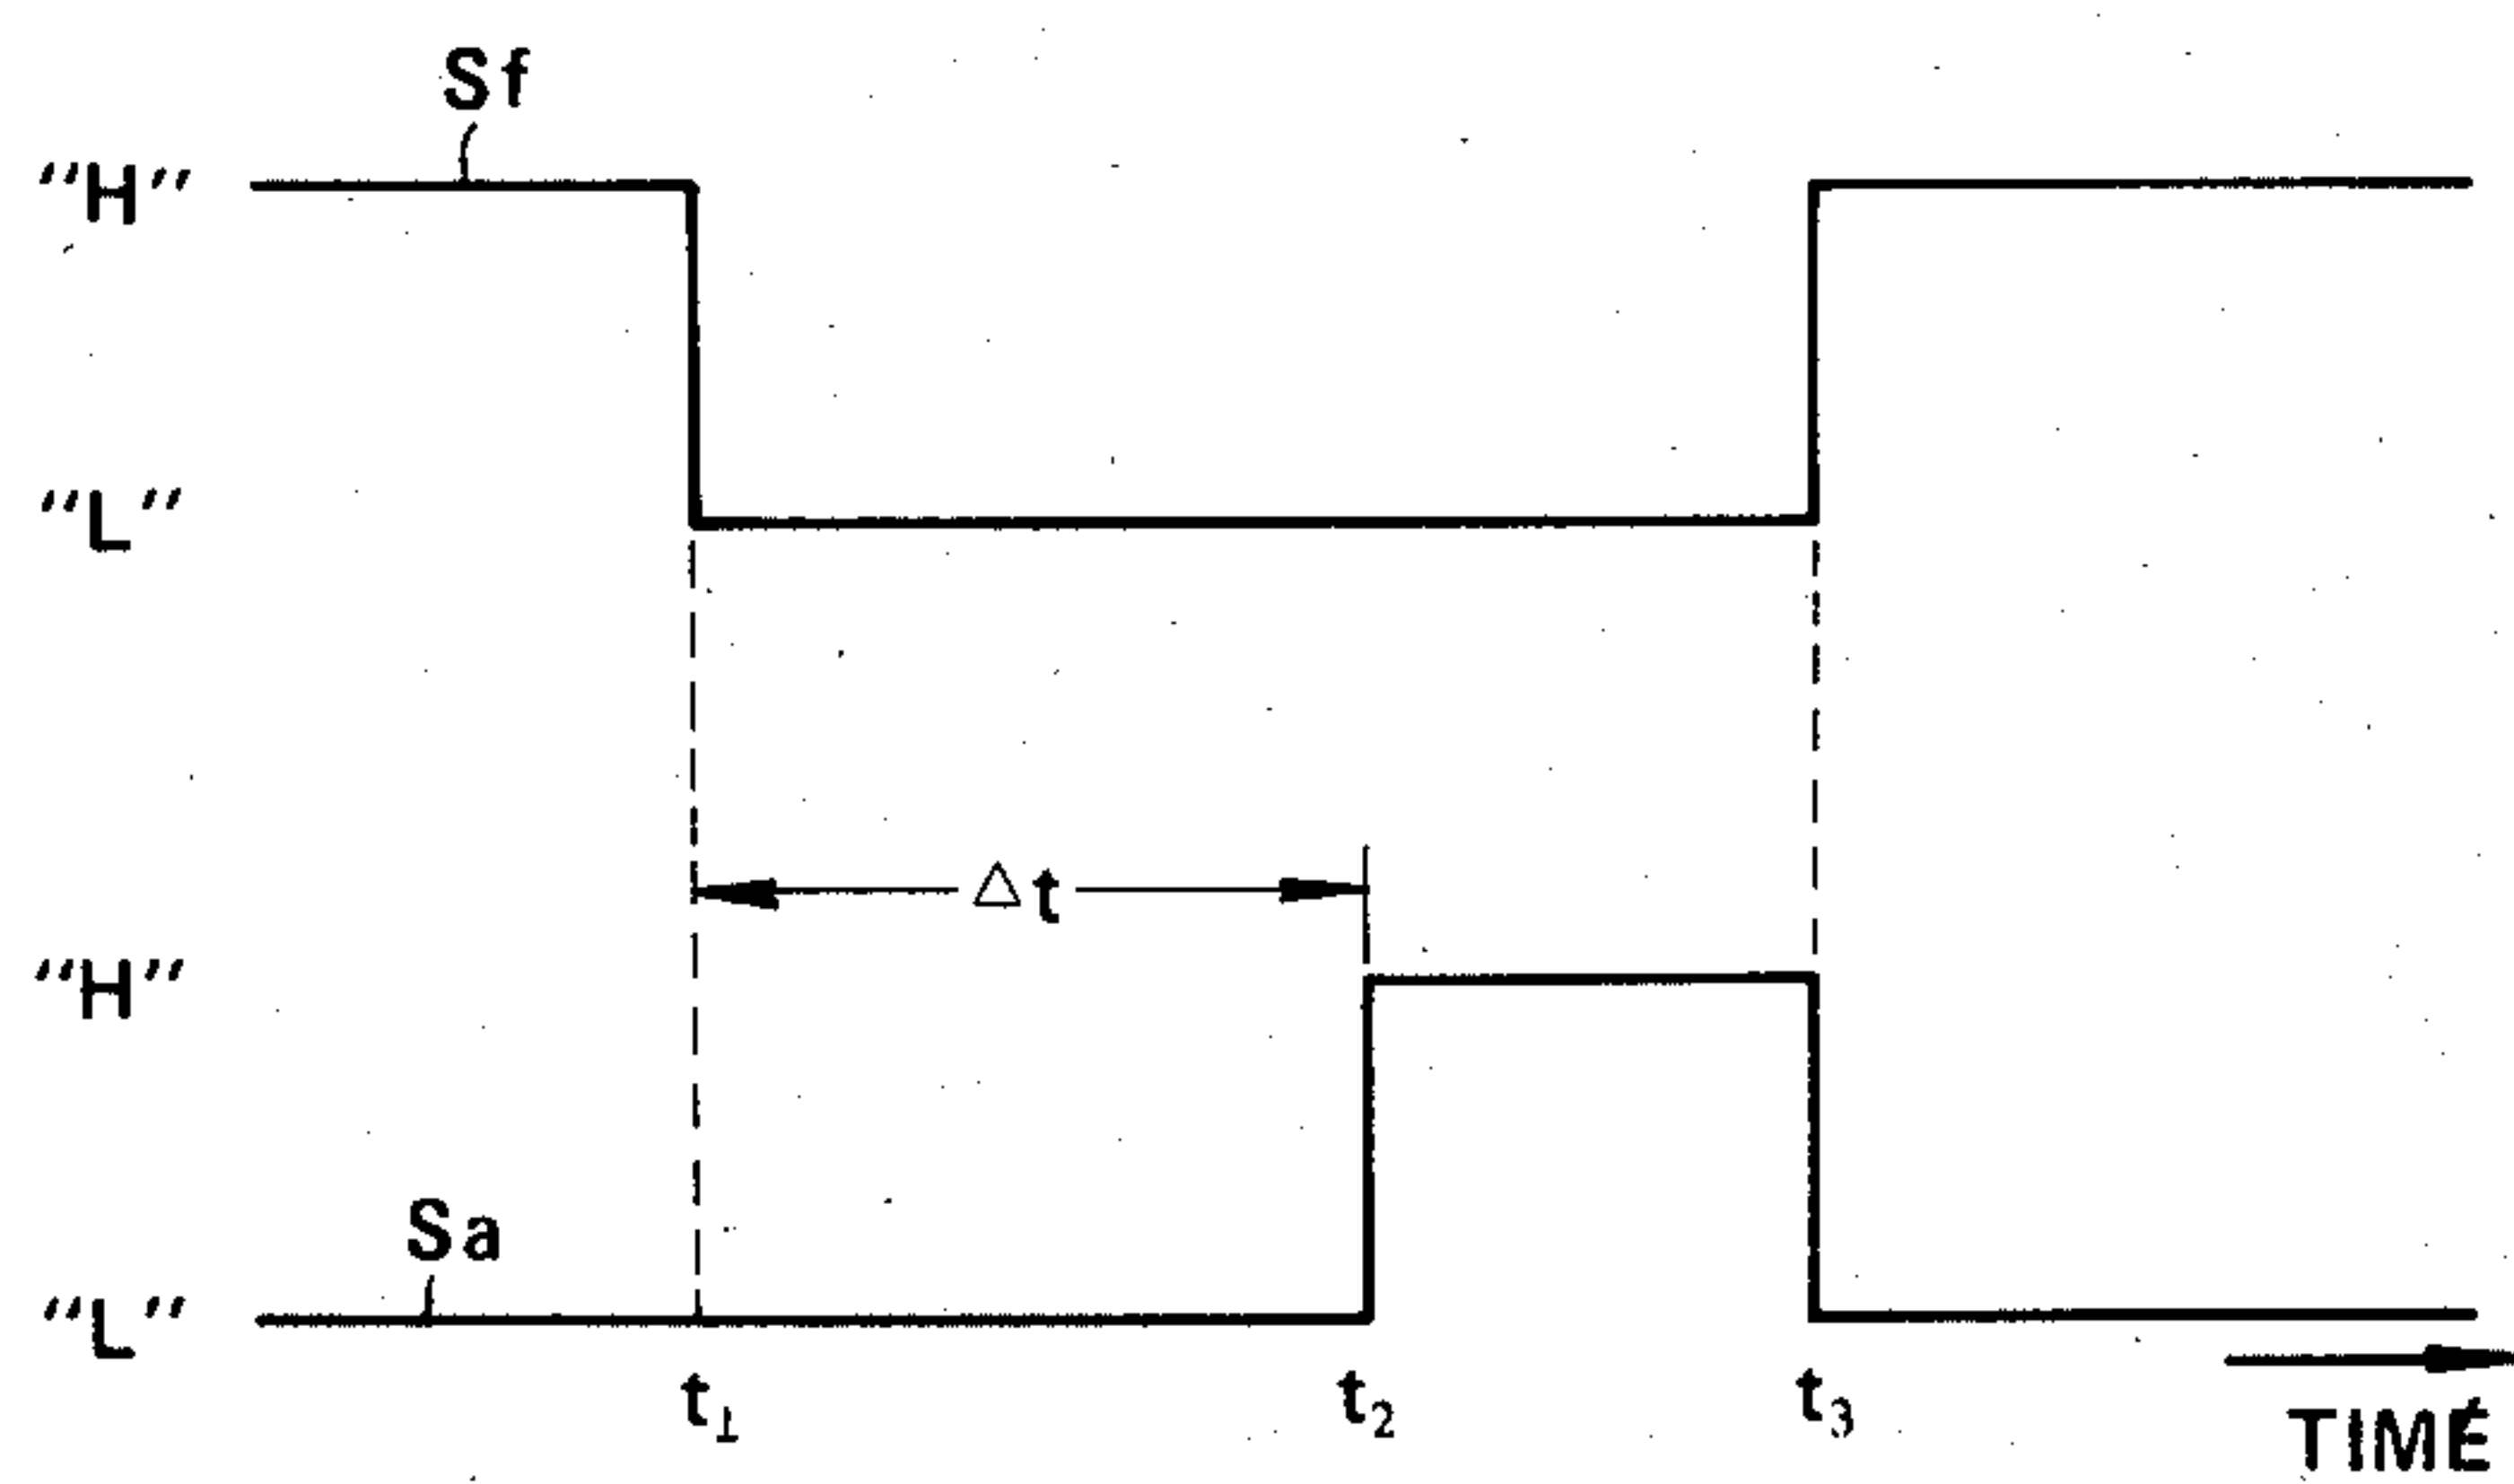 Sf
"H"
"L"
Δt
"H"
Sa
"L"
t₁ t₂ t₃
TIME